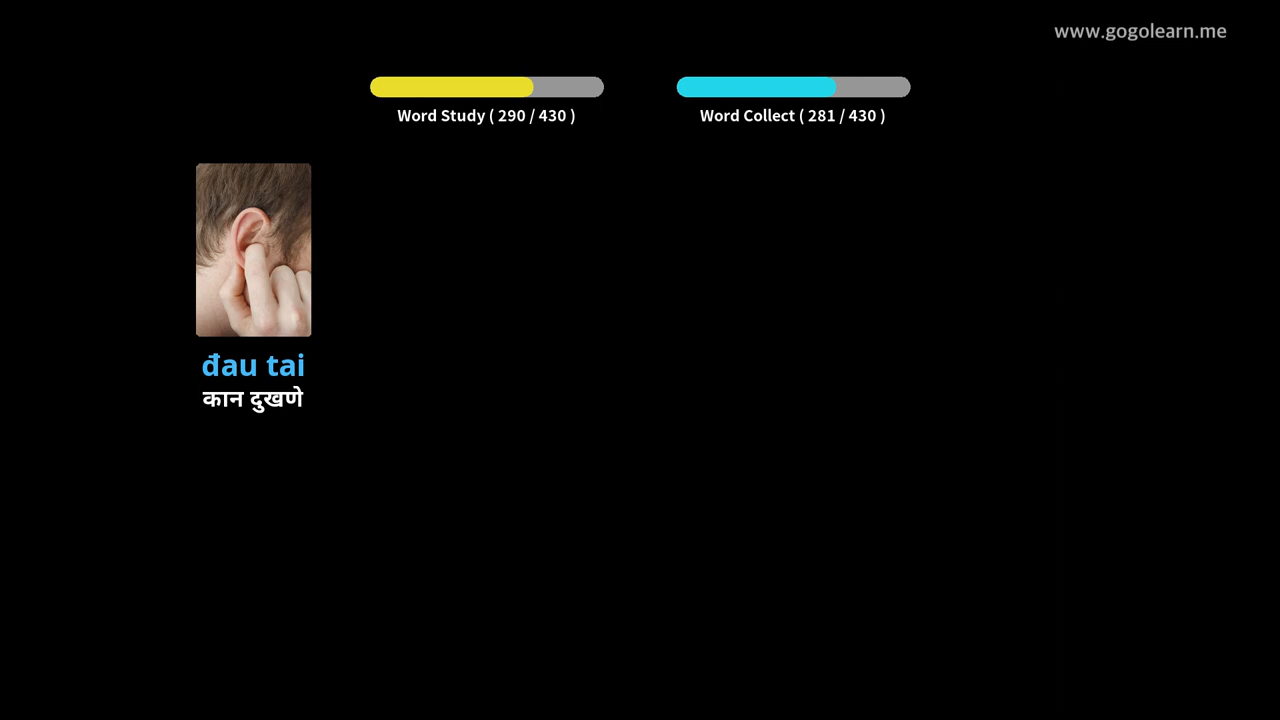 www.gogolearn.me
Word Study ( 290 / 430 )
Word Collect ( 281 / 430 )
đau tai
कान दुखणे